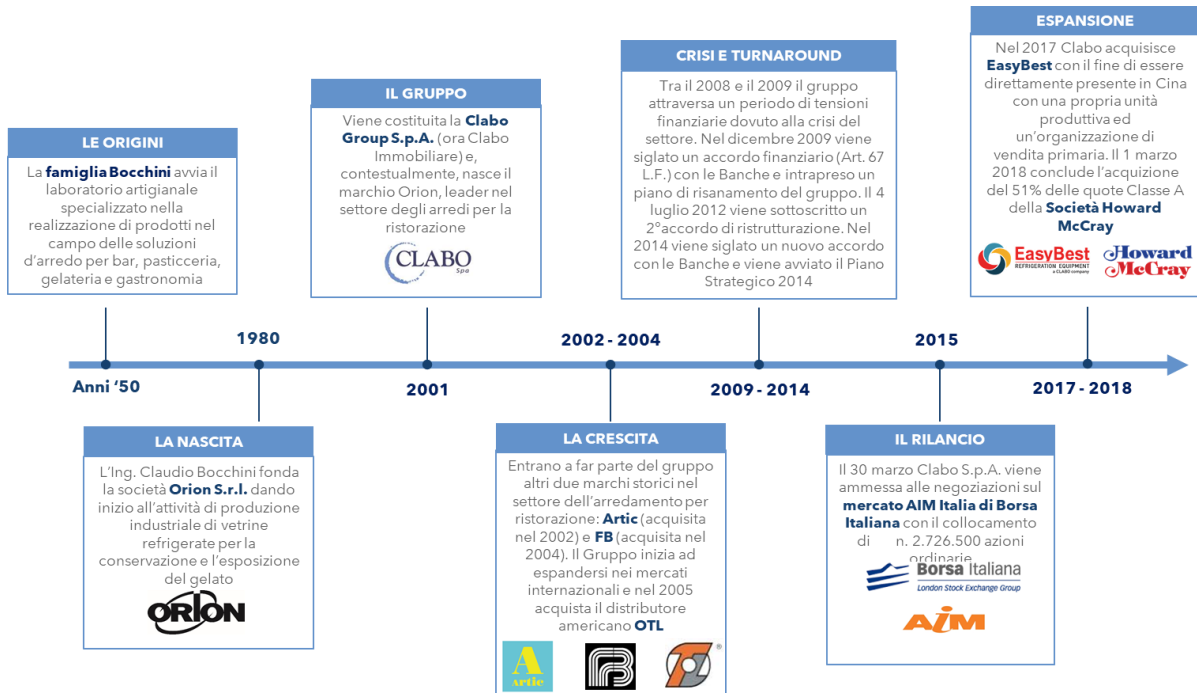 LE ORIGINI
La famiglia Bocchini avvia il
laboratorio artigianale
specializzato nella
realizzazione di prodotti nel
campo delle soluzioni
d'arredo per bar, pasticceria,
gelateria e gastronomia
Anni '50
1980
LA NASCITA
L'Ing. Claudio Bocchini fonda
la società Orion S.r.l. dando
inizio all'attività di produzione
industriale di vetrine
refrigerate per la
conservazione e l'esposizione
del gelato
ORION
IL GRUPPO
Viene costituita la Clabo
Group S.p.A. (ora Clabo
Immobiliare) e,
contestualmente, nasce il
marchio Orion, leader nel
settore degli arredi per la
ristorazione
CLABO
Spa
2001
2002 - 2004
LA CRESCITA
Entrano a far parte del gruppo
altri due marchi storici nel
settore dell'arredamento per
ristorazione: Artic (acquisita
nel 2002) e FB (acquisita nel
2004). Il Gruppo inizia ad
espandersi nei mercati
internazionali e nel 2005
acquista il distributore
americano OTL
A
Artic
FB
®
CRISI E TURNAROUND
Tra il 2008 e il 2009 il gruppo
attraversa un periodo di tensioni
finanziarie dovuto alla crisi del
settore. Nel dicembre 2009 viene
siglato un accordo finanziario (Art. 67
L.F.) con le Banche e intrapreso un
piano di risanamento del gruppo. Il 4
luglio 2012 viene sottoscritto un
2°accordo di ristrutturazione. Nel
2014 viene siglato un nuovo accordo
con le Banche e viene avviato il Piano
Strategico 2014
2009 - 2014
2015
IL RILANCIO
Il 30 marzo Clabo S.p.A. viene
ammessa alle negoziazioni sul
mercato AIM Italia di Borsa
Italiana con il collocamento
di n. 2.726.500 azioni
ordinarie
Borsa Italiana
London Stock Exchange Group
AiM
ESPANSIONE
Nel 2017 Clabo acquisisce
EasyBest con il fine di essere
direttamente presente in Cina
con una propria unità
produttiva ed
un'organizzazione di
vendita primaria. Il 1 marzo
2018 conclude l'acquizione
del 51% delle quote Classe A
della Società Howard
McCray
EasyBest
REFRIGERATION EQUIPMENT
a CLABO company
Howard
McCray
2017 - 2018